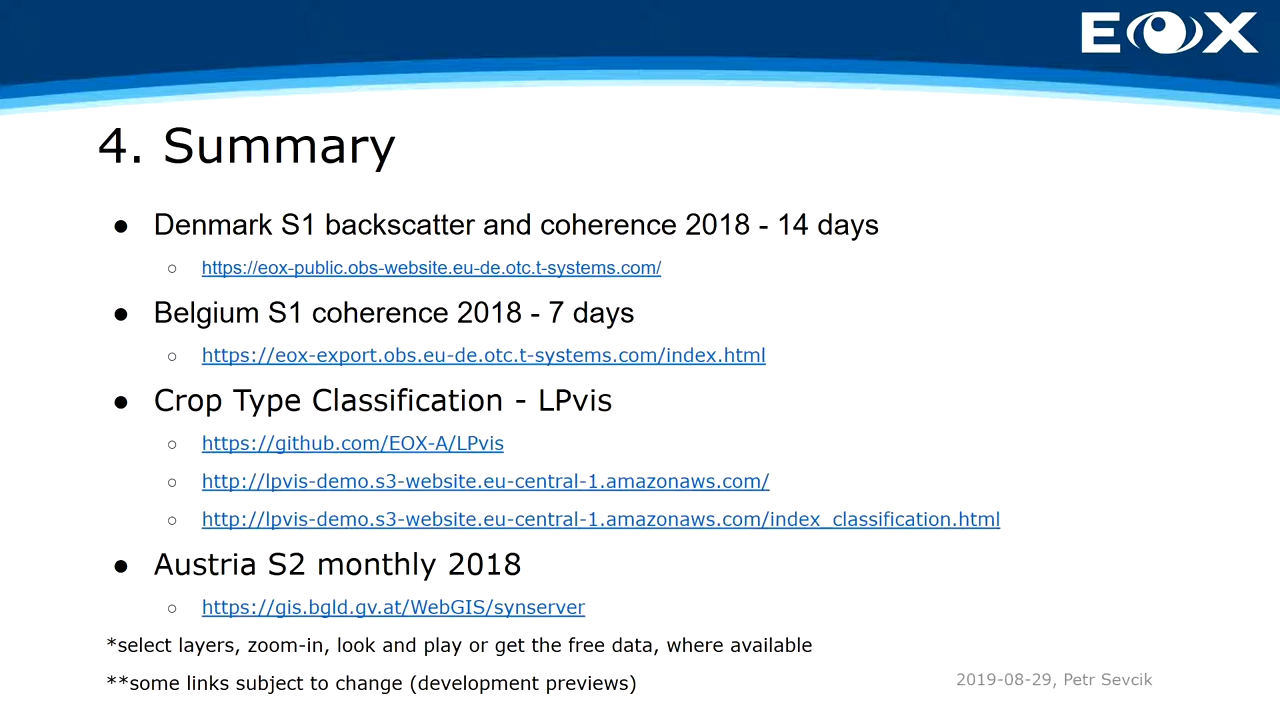 EOX
4. Summary
● Denmark S1 backscatter and coherence 2018 - 14 days
○ https://eox-public.obs-website.eu-de.otc.t-systems.com/
● Belgium S1 coherence 2018 - 7 days
○ https://eox-export.obs.eu-de.otc.t-systems.com/index.html
● Crop Type Classification - LPvis
○ https://github.com/EOX-A/LPvis
○ http://lpvis-demo.s3-website.eu-central-1.amazonaws.com/
○ http://lpvis-demo.s3-website.eu-central-1.amazonaws.com/index_classification.html
● Austria S2 monthly 2018
○ https://gis.bgld.gv.at/WebGIS/synserver
*select layers, zoom-in, look and play or get the free data, where available
**some links subject to change (development previews)
2019-08-29, Petr Sevcik